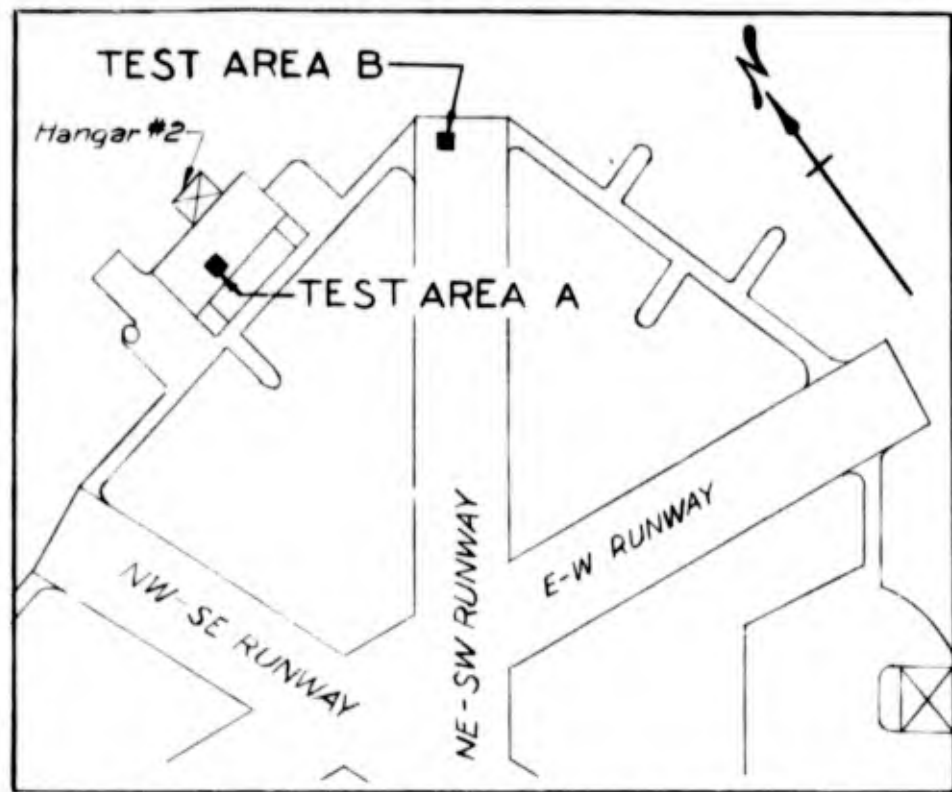 TEST AREA B
Hangar #2
N
TEST AREA A
NW-SE RUNWAY
NE-SW RUNWAY
E-W RUNWAY